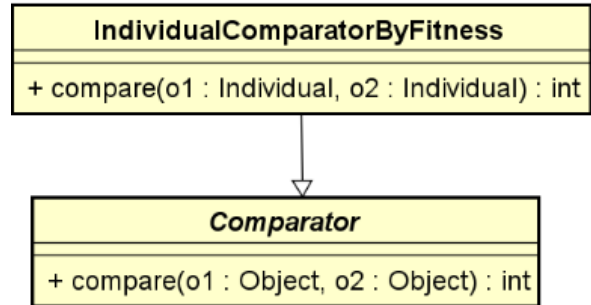 IndividualComparatorByFitness
+ compare(o1 : Individual, o2 : Individual) : int
Comparator
+ compare(o1 : Object, o2 : Object) : int